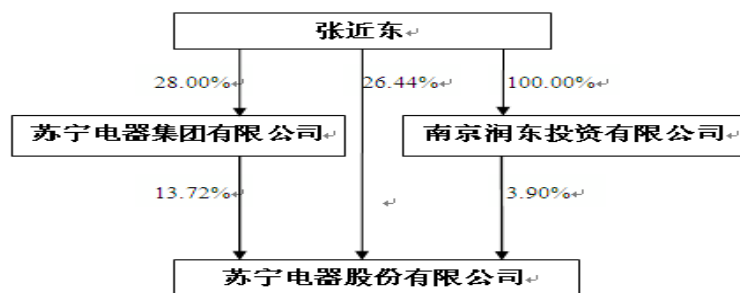 张近东
28.00% 26.44% 100.00%
苏宁电器集团有限公司 南京润东投资有限公司
13.72% 3.90%
苏宁电器股份有限公司